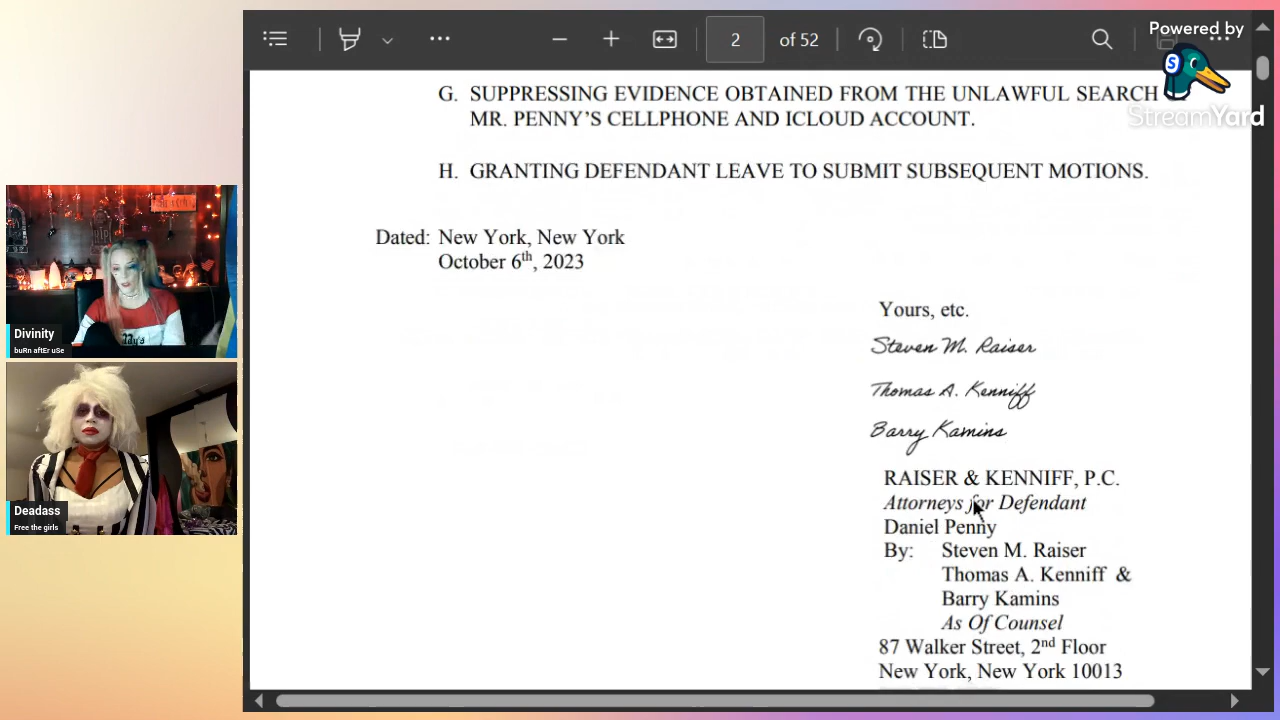 2
of 52
Powered by
StreamYard
G. SUPPRESSING EVIDENCE OBTAINED FROM THE UNLAWFUL SEARCH
MR. PENNY'S CELLPHONE AND ICLOUD ACCOUNT.
H. GRANTING DEFENDANT LEAVE TO SUBMIT SUBSEQUENT MOTIONS.
Dated: New York, New York
October 6th, 2023
Yours, etc.
Steven M. Raiser
Thomas A. Kenniff
Barry Kamins
RAISER & KENNIFF, P.C.
Attorneys for Defendant
Daniel Penny
By: Steven M. Raiser
Thomas A. Kenniff &
Barry Kamins
As Of Counsel
87 Walker Street, 2nd Floor
New York, New York 10013
Divinity
buRn aftEr uSe
Deadass
Free the girls